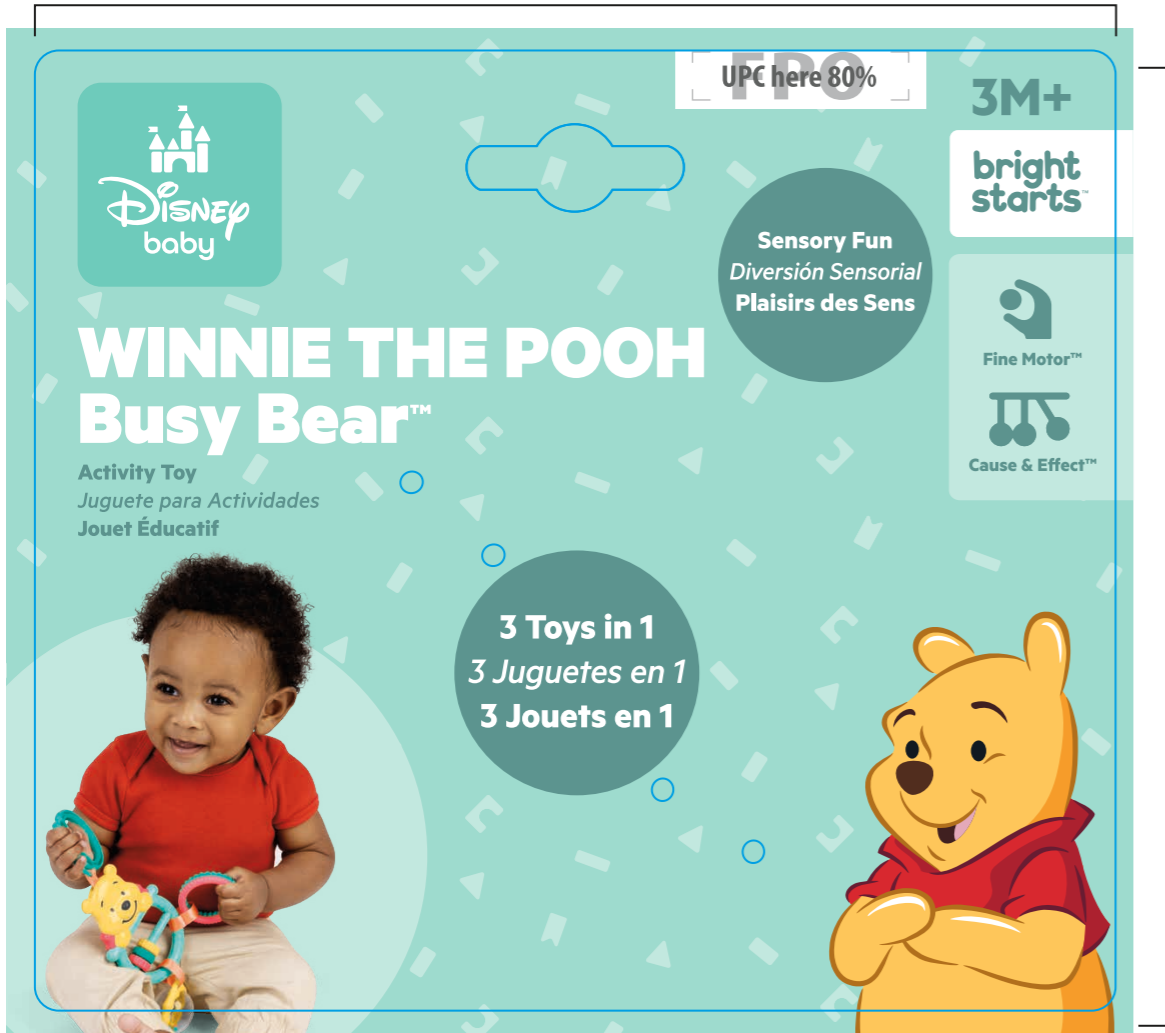 FPO
UPC here 80%
3M+
Disney
baby
bright
starts™
Sensory Fun
Diversión Sensorial
Plaisirs des Sens
Fine Motor™
Cause & Effect™
WINNIE THE POOH
Busy Bear™
Activity Toy
Juguete para Actividades
Jouet Éducatif
3 Toys in 1
3 Juguetes en 1
3 Jouets en 1